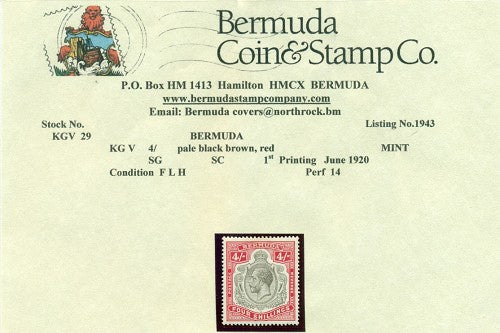 Bermuda
Coin&Stamp Co.
P.O. Box HM 1413 Hamilton HMCX BERMUDA
www.bermudastampcompany.com
Email: Bermuda covers@northrock.bm
Stock No. Listing No.1943
KGV 29 BERMUDA
KG V 4/ pale black brown, red MINT
SG SC 1st Printing June 1920
Condition F L H Perf 14
BERMUDA
4/- 4/-
FOUR SHILLINGS